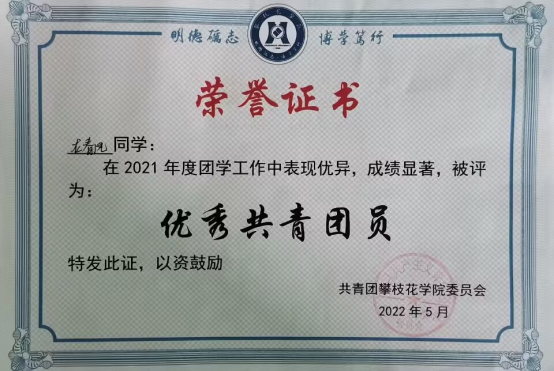 明德砺志 博学笃行
荣誉证书
同学：
在 2021 年度团学工作中表现优异，成绩显著，被评
为：
优秀共青团员
特发此证，以资鼓励
共青团攀枝花学院委员会
2022 年 5 月